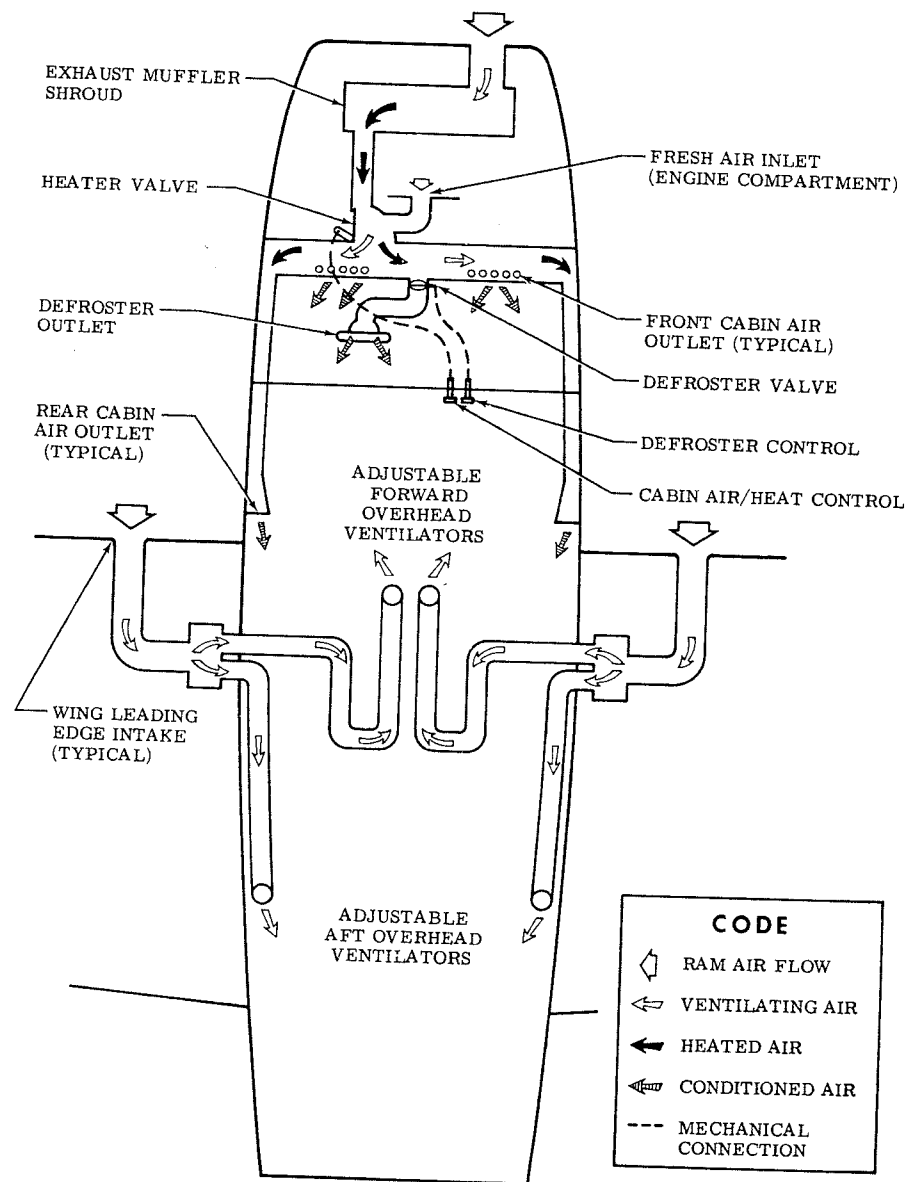 EXHAUST MUFFLER
SHROUD
FRESH AIR INLET
(ENGINE COMPARTMENT)
HEATER VALVE
DEFROSTER
OUTLET
FRONT CABIN AIR
OUTLET (TYPICAL)
DEFROSTER VALVE
REAR CABIN
AIR OUTLET
(TYPICAL)
DEFROSTER CONTROL
CABIN AIR/HEAT CONTROL
ADJUSTABLE
FORWARD
OVERHEAD
VENTILATORS
WING LEADING
EDGE INTAKE
(TYPICAL)
ADJUSTABLE
AFT OVERHEAD
VENTILATORS
CODE
RAM AIR FLOW
VENTILATING AIR
HEATED AIR
CONDITIONED AIR
MECHANICAL
CONNECTION